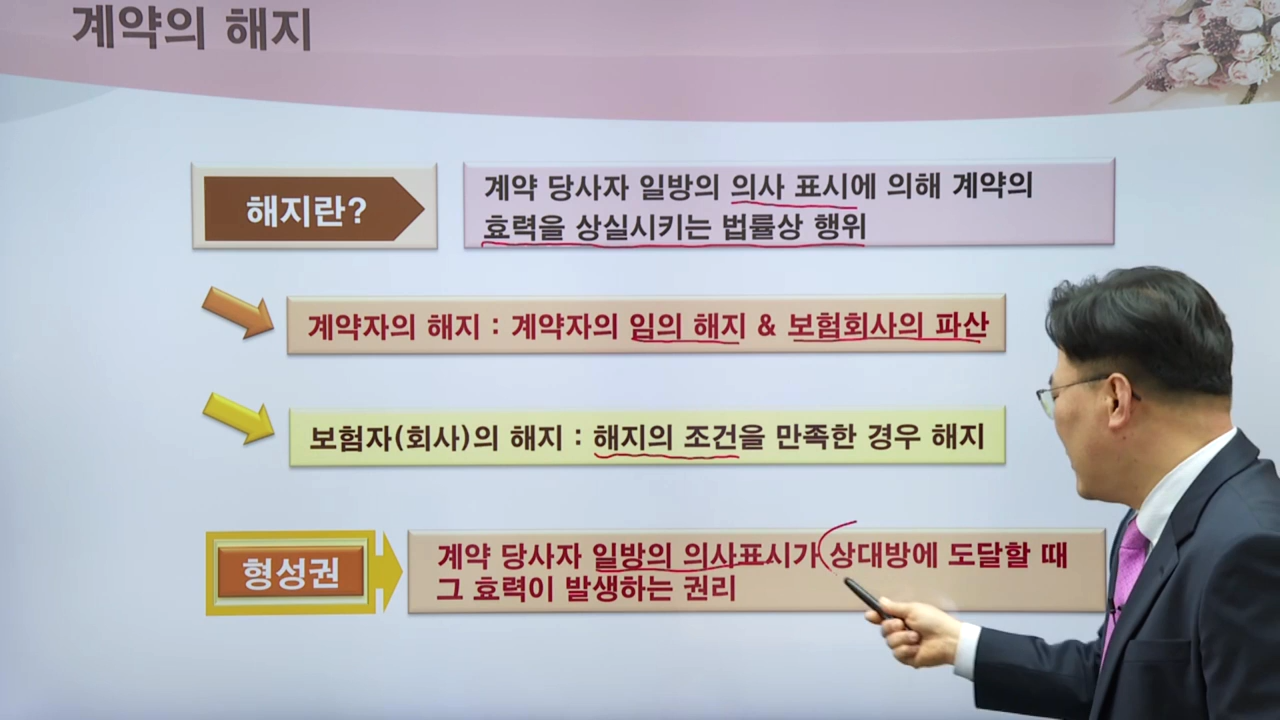 계약의 해지
해지란?
계약 당사자 일방의 의사 표시에 의해 계약의
효력을 상실시키는 법률상 행위
계약자의 해지 : 계약자의 임의 해지 & 보험회사의 파산
보험자(회사)의 해지 : 해지의 조건을 만족한 경우 해지
형성권
계약 당사자 일방의 의사표시가 상대방에 도달할 때
그 효력이 발생하는 권리